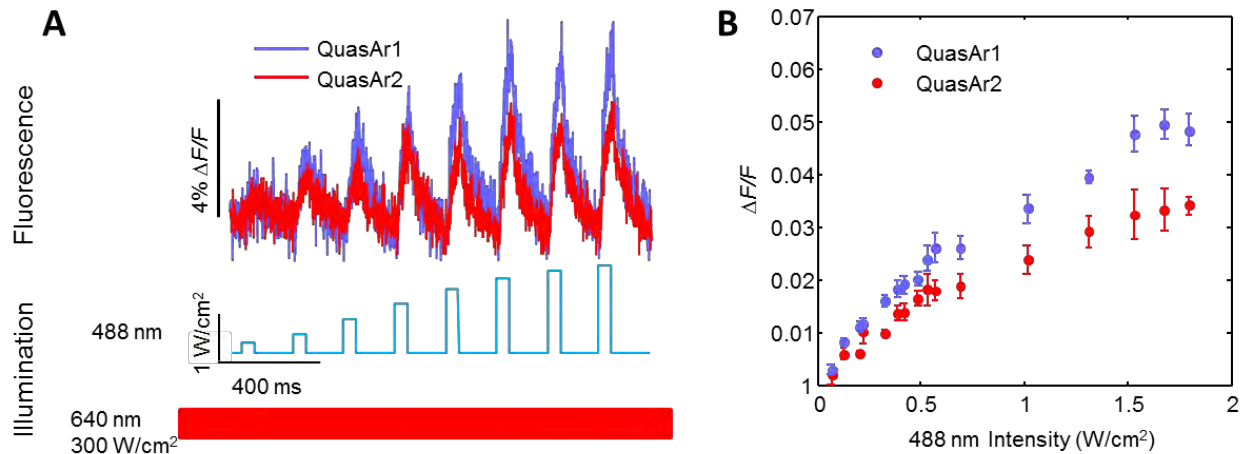 A
QuasAr1
QuasAr2
Fluorescence
4% ΔF/F
Illumination
488 nm
1 W/cm²
400 ms
640 nm
300 W/cm²
B
0.07
0.06
0.05
0.04
0.03
0.02
0.01
1
ΔF/F
QuasAr1
QuasAr2
0 0.5 1 1.5 2
488 nm Intensity (W/cm²)